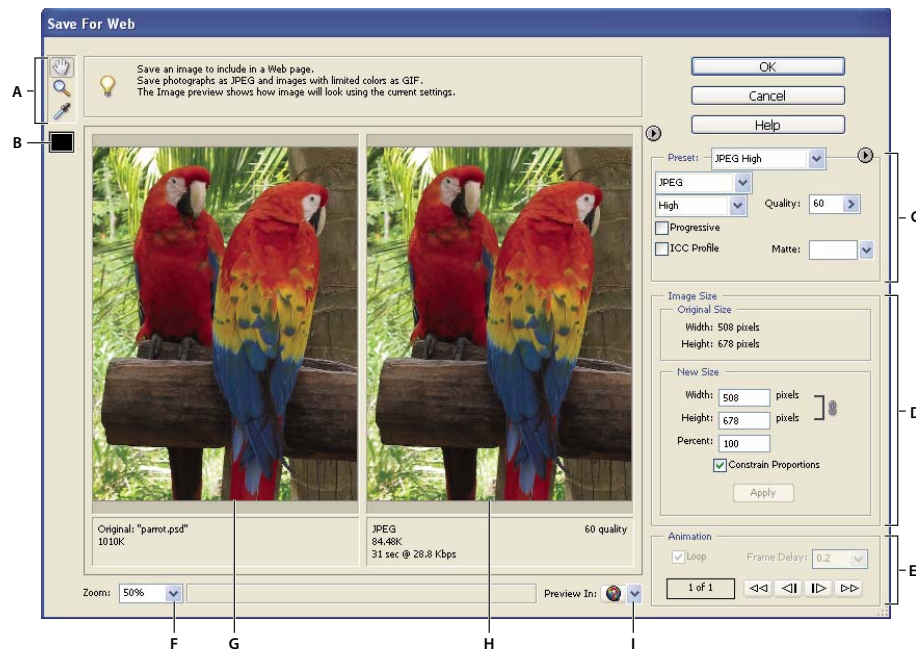 Save For Web
A
B
Save an image to include in a Web page.
Save photographs as JPEG and images with limited colors as GIF.
The Image preview shows how image will look using the current settings.
OK
Cancel
Help
Preset: JPEG High
JPEG
High
Quality: 60
Progressive
ICC Profile
Matte:
C
Image Size
Original Size
Width: 508 pixels
Height: 678 pixels
New Size
Width: 508 pixels
Height: 678 pixels
Percent: 100
Constrain Proportions
Apply
D
Original: "parrot.psd"
1010K
JPEG
60 quality
84.48K
31 sec @ 28.8 Kbps
Animation
Loop
Frame Delay: 0.2
1 of 1
E
Zoom: 50%
Preview In:
F
G
H
I